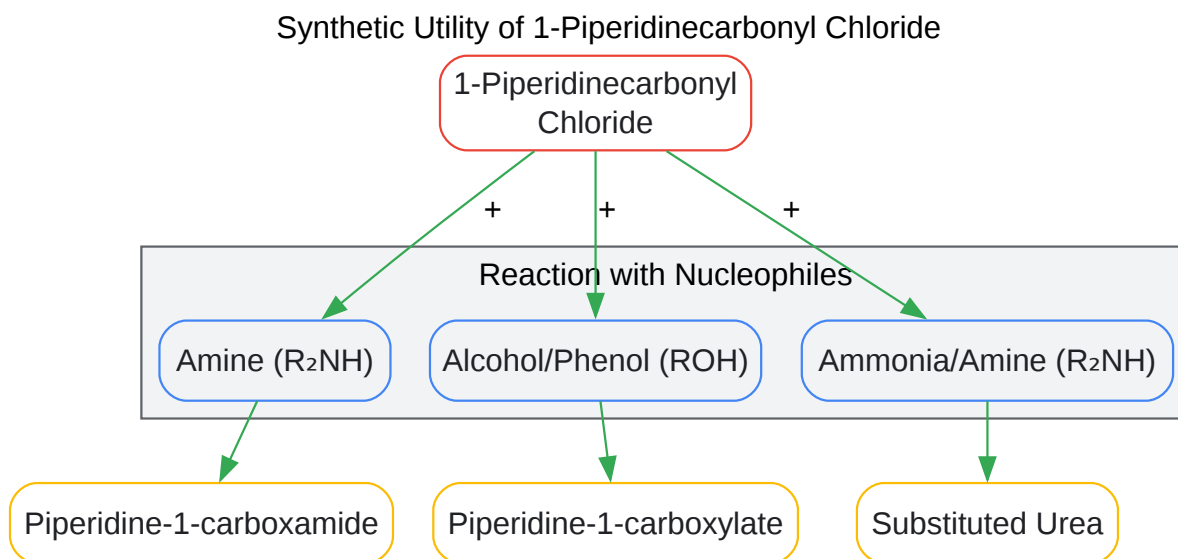 Synthetic Utility of 1-Piperidinecarbonyl Chloride
1-Piperidinecarbonyl
Chloride
+ + +
Reaction with Nucleophiles
Amine (R₂NH) Alcohol/Phenol (ROH) Ammonia/Amine (R₂NH)
Piperidine-1-carboxamide Piperidine-1-carboxylate Substituted Urea